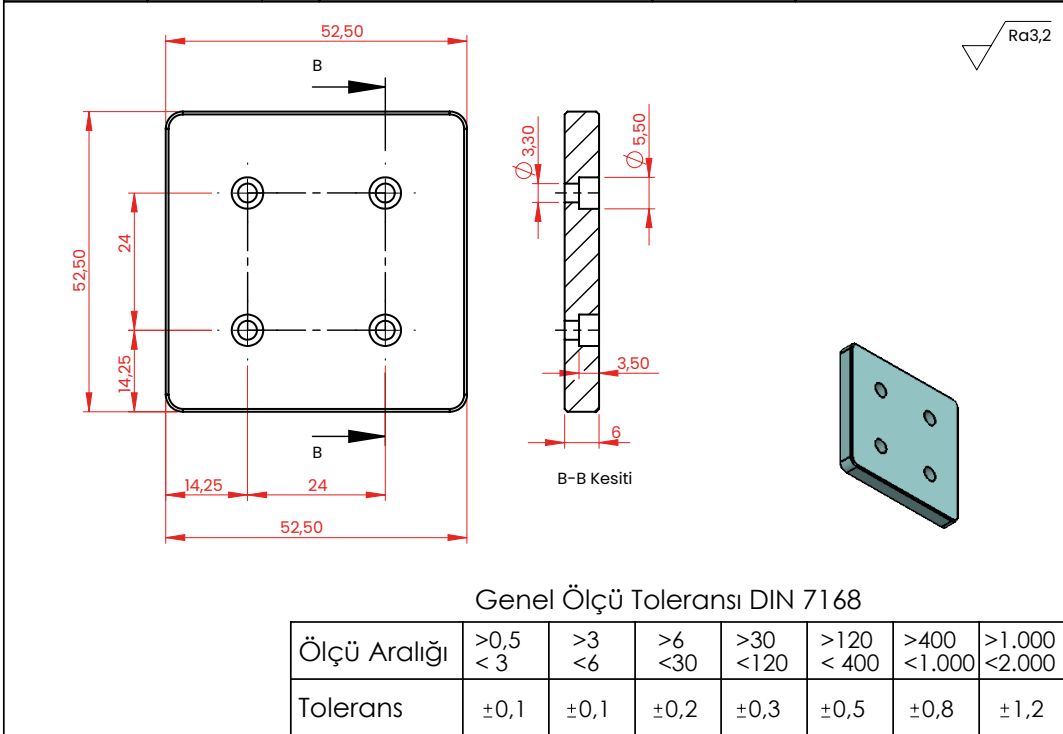 52,50
Ra3,2
B
∅ 3,30
∅ 5,50
24
52,50
14,25
3,50
6
B
B-B Kesiti
14,25
24
52,50
Genel Ölçü Toleransı DIN 7168
Ölçü Aralığı >0,5 < 3 >3 <6 >6 <30 >30 <120 >120 < 400 >400 <1.000 >1.000 <2.000
Tolerans ±0,1 ±0,1 ±0,2 ±0,3 ±0,5 ±0,8 ±1,2